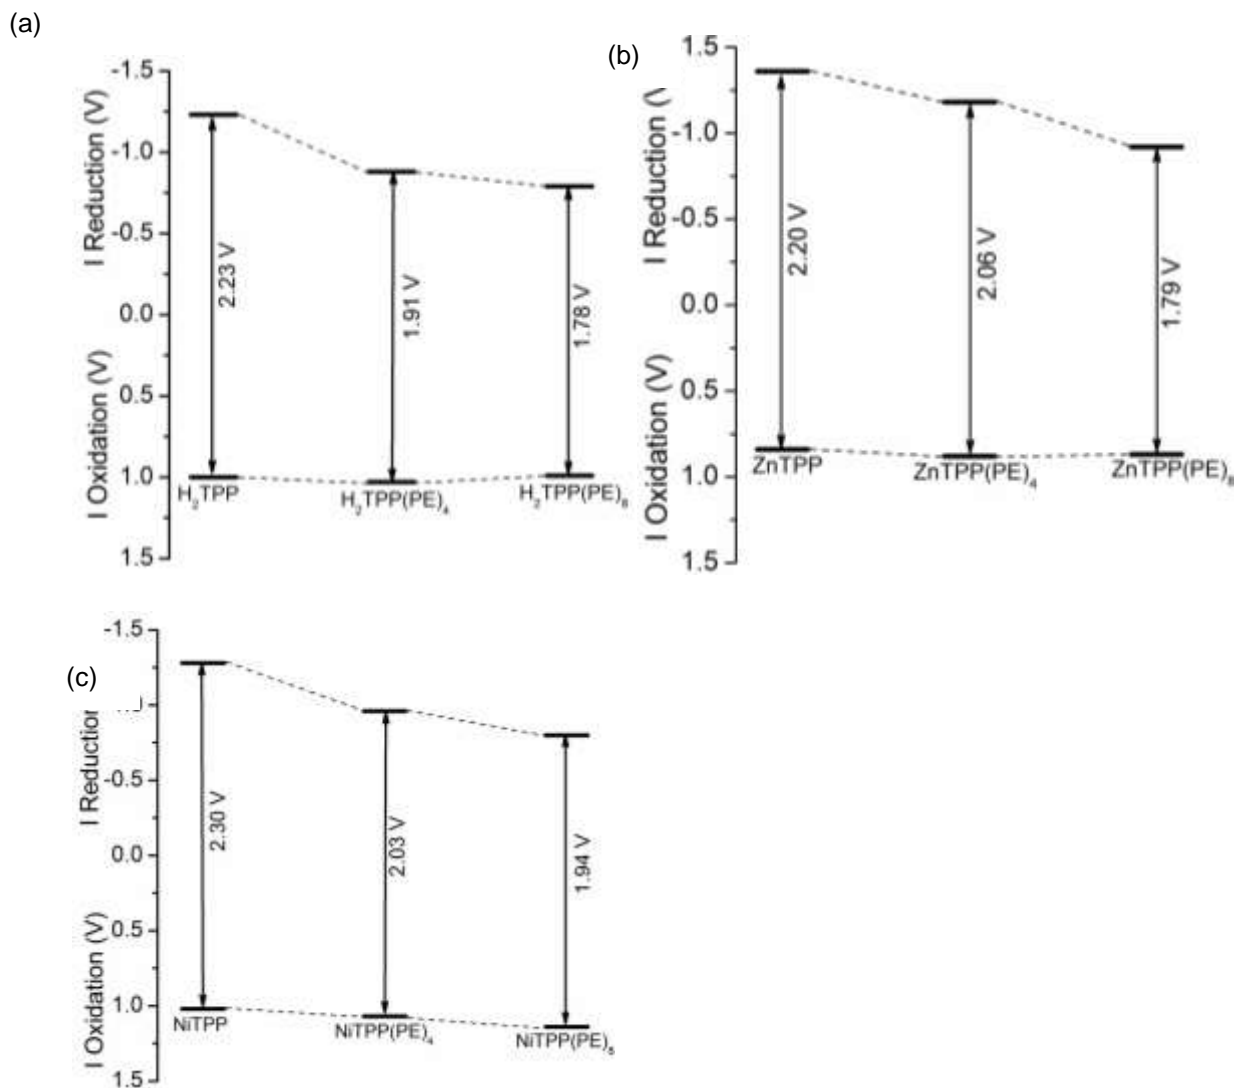 (a)
-1.5
-1.0
-0.5
0.0
0.5
1.0
1.5
I Reduction (V)
I Oxidation (V)
2.23 V
1.91 V
1.78 V
H₂TPP
H₂TPP(PE)₄
H₂TPP(PE)₈
(b)
1.5
-1.0
-0.5
0.0
0.5
1.0
1.5
I Reduction (V
I Oxidation (V)
2.20 V
2.06 V
1.79 V
ZnTPP
ZnTPP(PE)₄
ZnTPP(PE)₈
(c)
-1.5
-0.5
0.0
0.5
1.0
1.5
I Reduction
I Oxidation (V)
2.30 V
2.03 V
1.94 V
NiTPP
NiTPP(PE)₄
NiTPP(PE)₈